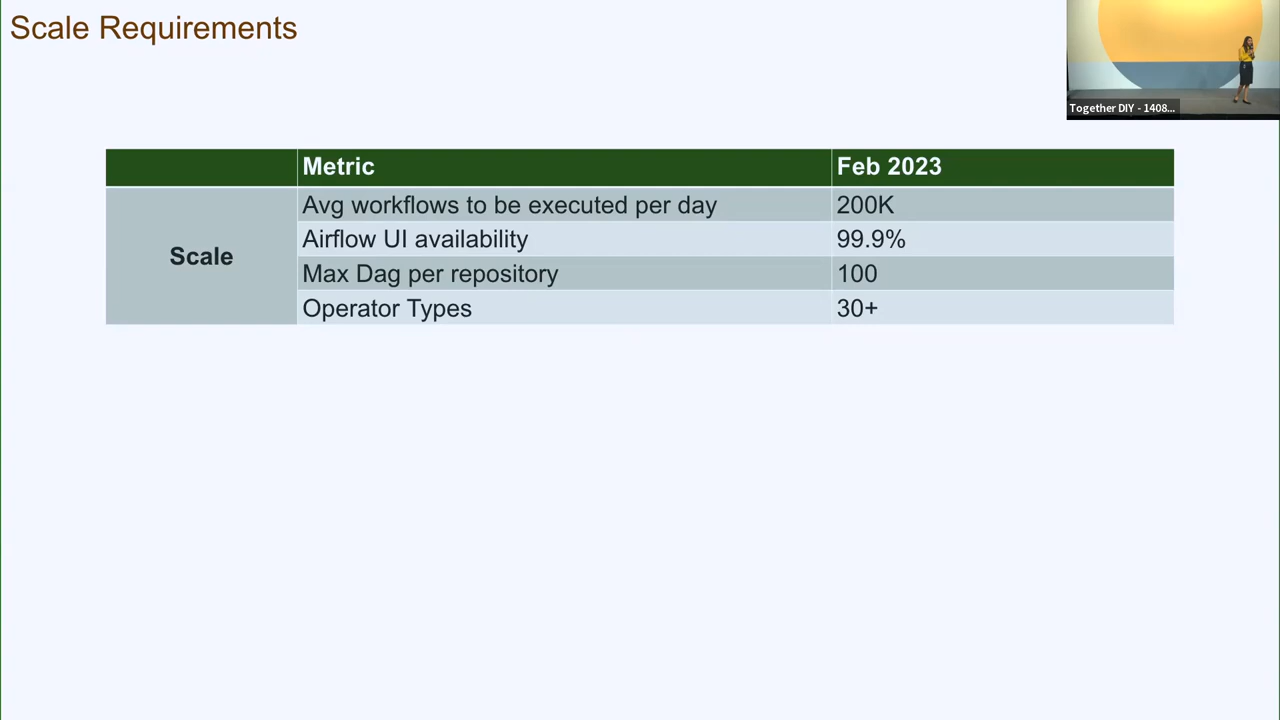 Scale Requirements
Together DIY - 1408...
Metric Feb 2023
Scale
Avg workflows to be executed per day 200K
Airflow UI availability 99.9%
Max Dag per repository 100
Operator Types 30+